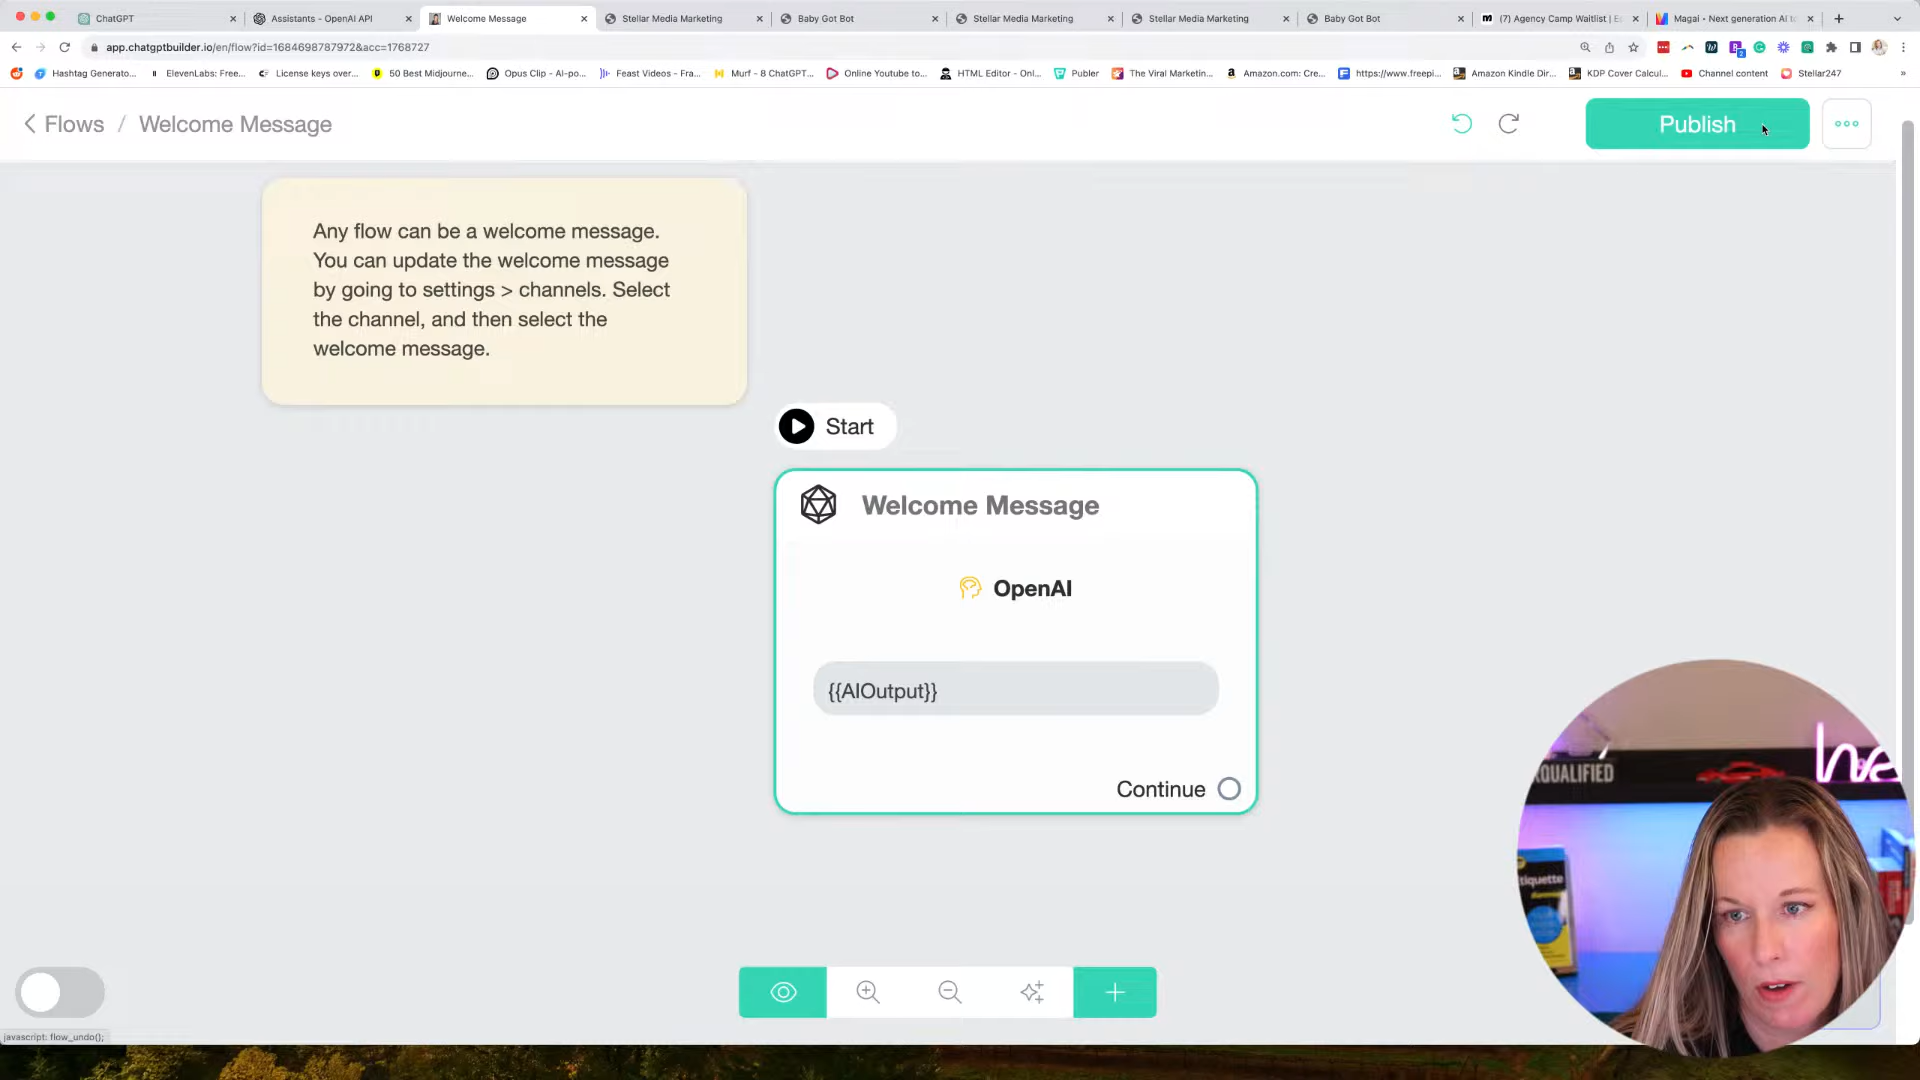 ChatGPT
Assistants - OpenAI API
Welcome Message
Stellar Media Marketing
Baby Got Bot
Stellar Media Marketing
Stellar Media Marketing
Baby Got Bot
(7) Agency Camp Waitlist | E
Magai - Next generation AI t
app.chatgptbuilder.io/en/flow?id=1684698787972&acc=1768727
Hashtag Generato...
ElevenLabs: Free...
License keys over...
50 Best Midjourne...
Opus Clip - AI-po...
Feast Videos - Fra...
Murf - 8 ChatGPT...
Online Youtube to...
HTML Editor - Onl...
Publer
The Viral Marketin...
Amazon.com: Cre...
https://www.freepi...
Amazon Kindle Dir...
KDP Cover Calcul...
Channel content
Stellar247
Flows / Welcome Message
Publish
Any flow can be a welcome message.
You can update the welcome message
by going to settings > channels. Select
the channel, and then select the
welcome message.
Start
Welcome Message
OpenAI
{{AIOutput}}
Continue
QUALIFIED
he
tiquette
javascript: flow_undo();